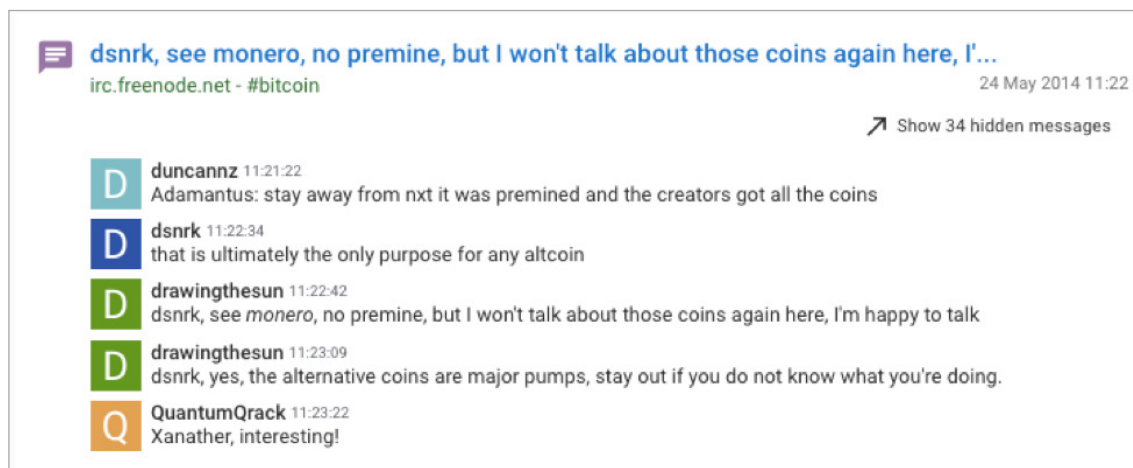 dsnrk, see monero, no premine, but I won't talk about those coins again here, I'...
irc.freenode.net - #bitcoin
24 May 2014 11:22
Show 34 hidden messages
D
duncannz 11:21:22
Adamantus: stay away from nxt it was premined and the creators got all the coins
D
dsnrk 11:22:34
that is ultimately the only purpose for any altcoin
D
drawingthesun 11:22:42
dsnrk, see monero, no premine, but I won't talk about those coins again here, I'm happy to talk
D
drawingthesun 11:23:09
dsnrk, yes, the alternative coins are major pumps, stay out if you do not know what you're doing.
Q
QuantumQrack 11:23:22
Xanather, interesting!